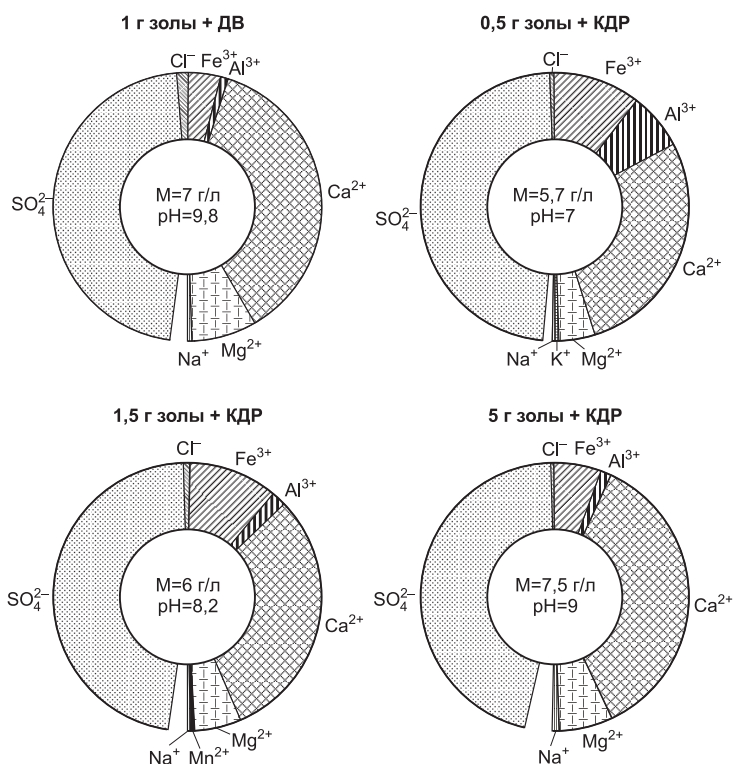 1 г золы + ДВ
Cl⁻ Fe³⁺ Al³⁺
SO₄²⁻
Ca²⁺
M=7 г/л
pH=9,8
Na⁺ Mg²⁺
0,5 г золы + КДР
Cl⁻ Fe³⁺
Al³⁺
SO₄²⁻
Ca²⁺
M=5,7 г/л
pH=7
Na⁺ K⁺ Mg²⁺
1,5 г золы + КДР
Cl⁻ Fe³⁺
Al³⁺
SO₄²⁻
Ca²⁺
M=6 г/л
pH=8,2
Na⁺ Mn²⁺ Mg²⁺
5 г золы + КДР
Cl⁻ Fe³⁺ Al³⁺
SO₄²⁻
Ca²⁺
M=7,5 г/л
pH=9
Na⁺ Mg²⁺